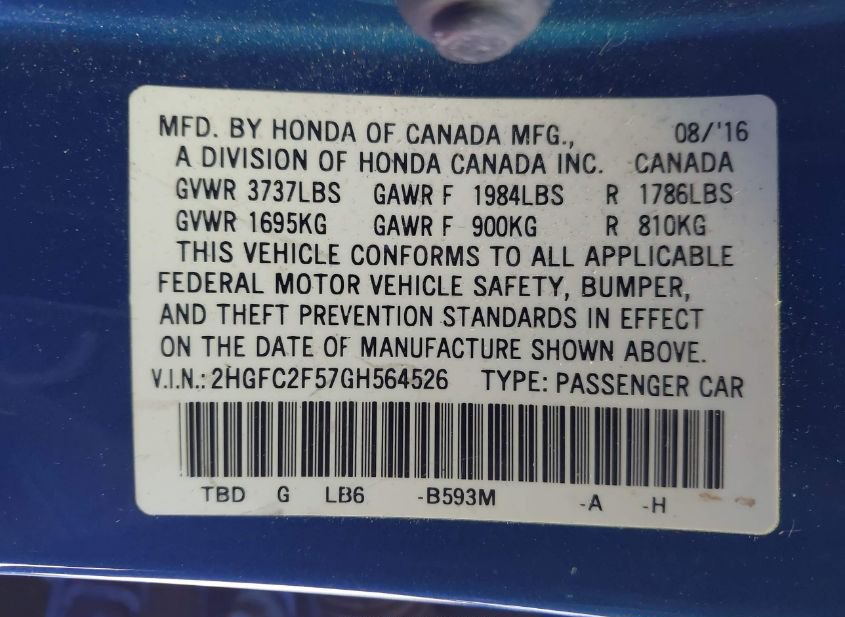 MFD. BY HONDA OF CANADA MFG., 08/'16
A DIVISION OF HONDA CANADA INC. CANADA
GVWR 3737LBS GAWR F 1984LBS R 1786LBS
GVWR 1695KG GAWR F 900KG R 810KG
THIS VEHICLE CONFORMS TO ALL APPLICABLE
FEDERAL MOTOR VEHICLE SAFETY, BUMPER,
AND THEFT PREVENTION STANDARDS IN EFFECT
ON THE DATE OF MANUFACTURE SHOWN ABOVE.
V.I.N.: 2HGFC2F57GH564526 TYPE: PASSENGER CAR
TBD G LB6 -B593M -A -H